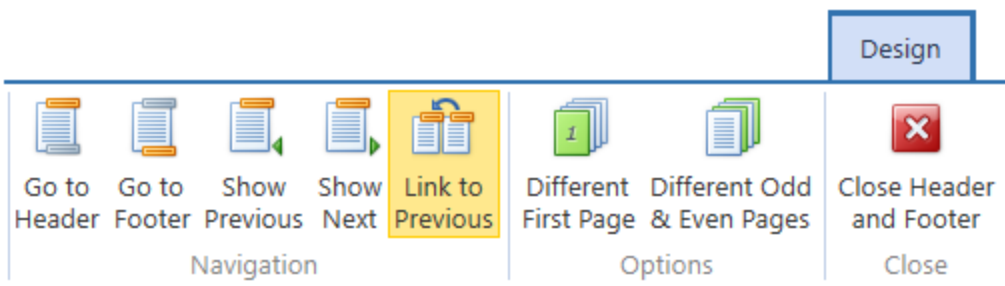 Design
Go to Header
Go to Footer
Show Previous
Show Next
Link to Previous
1
Different First Page
Different Odd & Even Pages
Close Header and Footer
Navigation
Options
Close